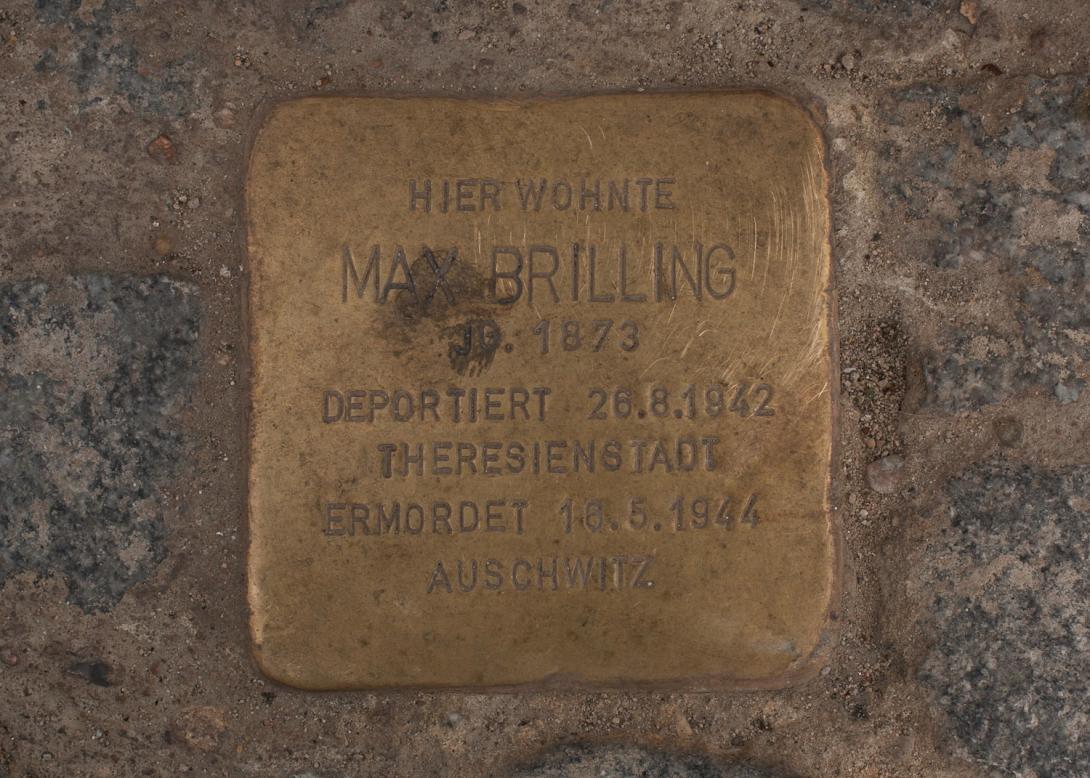 HIER WOHNTE
MAX BRILLING
JG. 1873
DEPORTIERT 26.8.1942
THERESIENSTADT
ERMORDET 16.5.1944
AUSCHWITZ